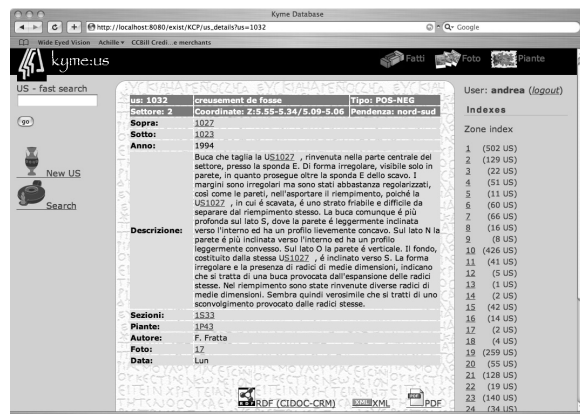 Kyme Database
http://localhost:8080/exist/KCP/us_details?us=1032
Google
Wide Eyed Vision Achille CCBill Credi...e merchants
kyme:us
Fatti Foto Piante
US - fast search
go
New US
Search
us: 1032 creusement de fosse Tipo: POS-NEG
Settore: 2 Coordinate: Z:5.55-5.34/5.09-5.06 Pendenza: nord-sud
Sopra: 1027
Sotto: 1023
Anno: 1994
Descrizione:
Buca che taglia la US1027 , rinvenuta nella parte centrale del
settore, presso la sponda E. Di forma irregolare, visibile solo in
parete, in quanto prosegue oltre la sponda E dello scavo. I
margini sono irregolari ma sono stati abbastanza regolarizzati,
così come le pareti, nell'asportare il riempimento, poiché la
US1027 , in cui é scavata, é uno strato friabile e difficile da
separare dal riempimento stesso. La buca comunque é più
profonda sul lato S, dove la parete é leggermente inclinata
verso l'interno ed ha un profilo lievemente concavo. Sul lato N la
parete é più inclinata verso l'interno ed ha un profilo
leggermente convesso. Sul lato O la parete é verticale. Il fondo,
costituito dalla stessa US1027 , é inclinato verso S. La forma
irregolare e la presenza di radici di medie dimensioni, indicano
che si tratta di una buca provocata dall'espansione delle radici
stesse. Nel riempimento sono state rinvenute diverse radici di
medie dimensioni. Sembra quindi verosimile che si tratti di uno
sconvolgimento provocato dalle radici stesse.
Sezioni: 1S33
Piante: 1P43
Autore: F. Fratta
Foto: 17
Data: Lun
RDF (CIDOC-CRM) XML XML PDF PDF
User: andrea (logout)
Indexes
Zone index
1 (502 US)
2 (129 US)
3 (22 US)
4 (51 US)
5 (11 US)
6 (60 US)
7 (66 US)
8 (16 US)
9 (8 US)
10 (426 US)
11 (41 US)
12 (5 US)
13 (1 US)
14 (2 US)
15 (42 US)
16 (14 US)
17 (2 US)
18 (4 US)
19 (259 US)
20 (55 US)
21 (128 US)
22 (19 US)
23 (140 US)
24 (34 US)